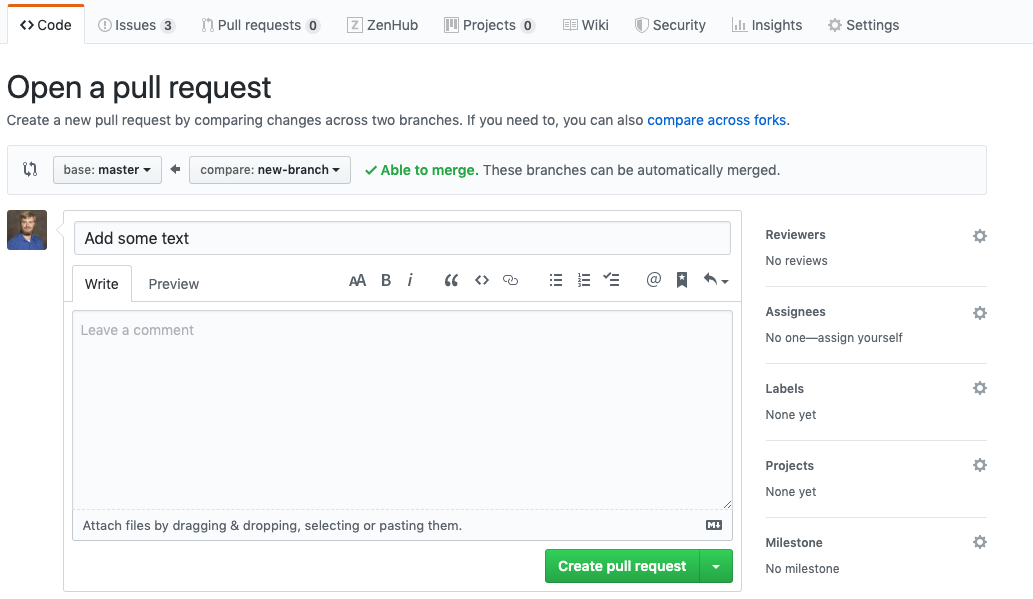 Code Issues 3 Pull requests 0 ZenHub Projects 0 Wiki Security Insights Settings
Open a pull request
Create a new pull request by comparing changes across two branches. If you need to, you can also compare across forks.
base: master compare: new-branch Able to merge. These branches can be automatically merged.
Add some text
Write Preview
Leave a comment
Attach files by dragging & dropping, selecting or pasting them.
Create pull request
Reviewers
No reviews
Assignees
No one—assign yourself
Labels
None yet
Projects
None yet
Milestone
No milestone